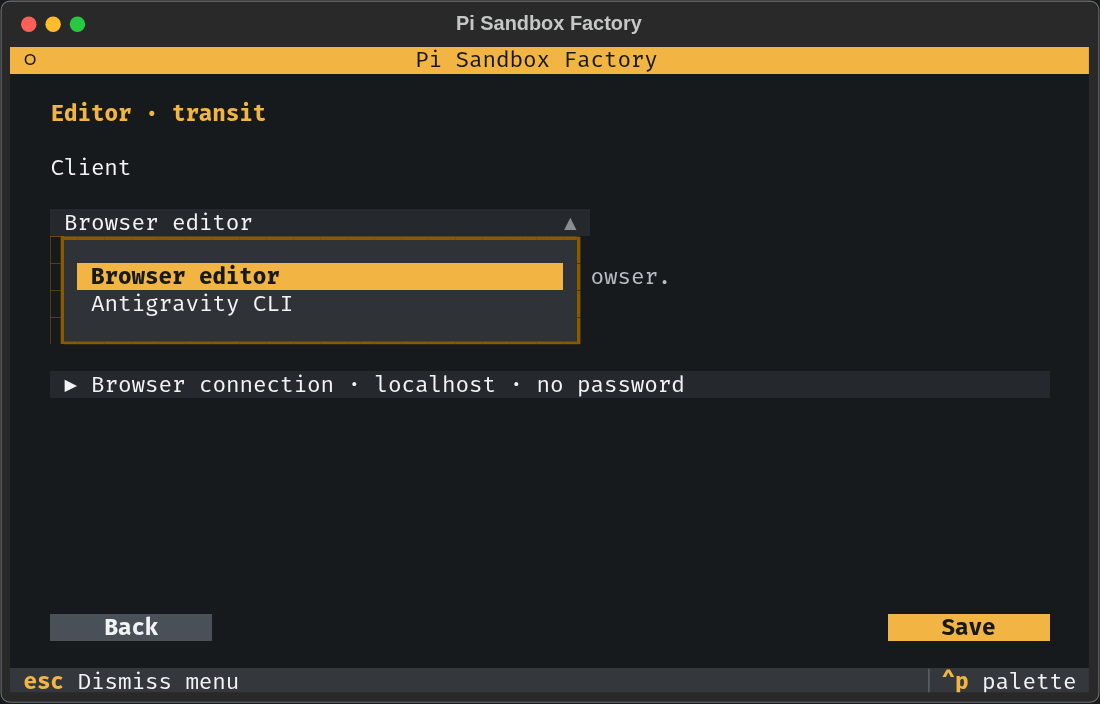 Pi Sandbox Factory
O Pi Sandbox Factory
Editor · transit
Client
Browser editor ▲
Browser editor
owser.
Antigravity CLI
▶ Browser connection · localhost · no password
Back Save
esc Dismiss menu ^p palette